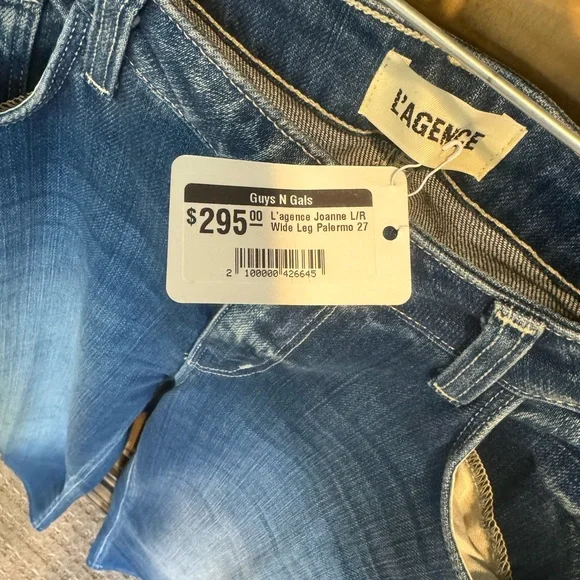 L'AGENCE
Guys N Gals
$295.00 L'agence Joanne L/R
Wide Leg Palermo 27
2 100000 426645